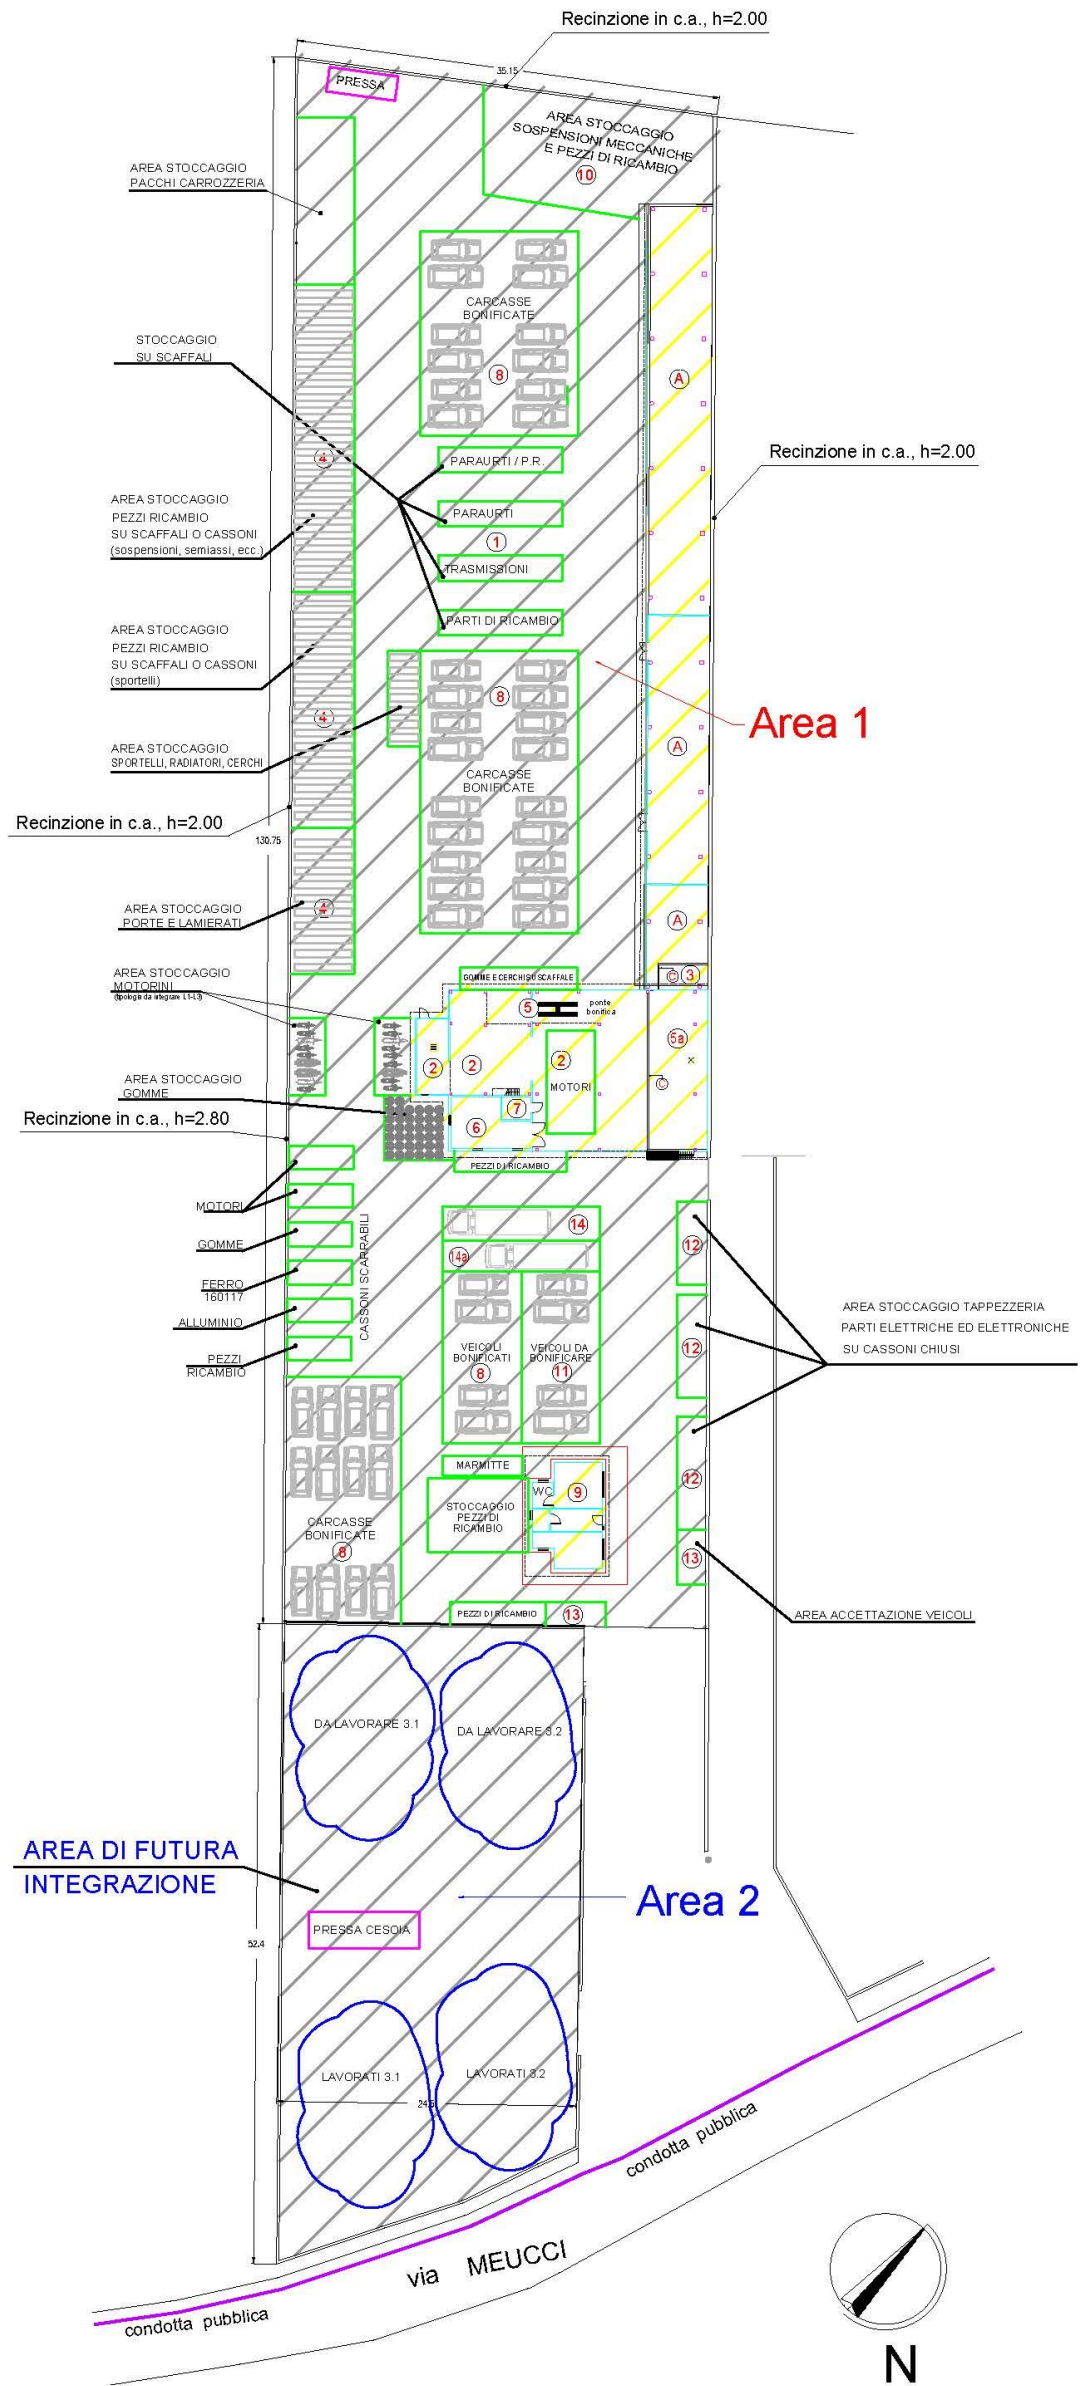 Recinzione in c.a., h=2.00
35.15
PRESSA
AREA STOCCAGGIO
SOSPENSIONI MECCANICHE
E PEZZI DI RICAMBIO
10
AREA STOCCAGGIO
PACCHI CARROZZERIA
CARCASSE
BONIFICATE
8
STOCCAGGIO
SU SCAFFALI
A
4
Recinzione in c.a., h=2.00
PARAURTI / P.R.
AREA STOCCAGGIO
PEZZI RICAMBIO
SU SCAFFALI O CASSONI
(sospensioni, semiassi, ecc.)
PARAURTI
1
TRASMISSIONI
PARTI DI RICAMBIO
AREA STOCCAGGIO
PEZZI RICAMBIO
SU SCAFFALI O CASSONI
(sportelli)
8
4
Area 1
A
AREA STOCCAGGIO
SPORTELLI, RADIATORI, CERCHI
CARCASSE
BONIFICATE
Recinzione in c.a., h=2.00
130.75
4
A
AREA STOCCAGGIO
PORTE E LAMIERATI
AREA STOCCAGGIO
MOTORINI
(tipologie da integrare L1-L3)
GOMME E CERCHI SU SCAFFALE
C
3
5
ponte
bonifica
5a
2
2
2
MOTORI
C
AREA STOCCAGGIO
GOMME
7
6
Recinzione in c.a., h=2.80
PEZZI DI RICAMBIO
MOTORI
GOMME
FERRO
160117
ALLUMINIO
PEZZI
RICAMBIO
CASSONI SCARRABILI
14
14a
12
VEICOLI
BONIFICATI
8
VEICOLI DA
BONIFICARE
11
12
AREA STOCCAGGIO TAPPEZZERIA
PARTI ELETTRICHE ED ELETTRONICHE
SU CASSONI CHIUSI
MARMITTE
WC
9
12
STOCCAGGIO
PEZZI DI
RICAMBIO
CARCASSE
BONIFICATE
8
13
PEZZI DI RICAMBIO
13
AREA ACCETTAZIONE VEICOLI
DA LAVORARE 3.1
DA LAVORARE 3.2
AREA DI FUTURA
INTEGRAZIONE
Area 2
PRESSA CESOIA
52.4
LAVORATI 3.1
LAVORATI 3.2
condotta pubblica
via MEUCCI
condotta pubblica
N